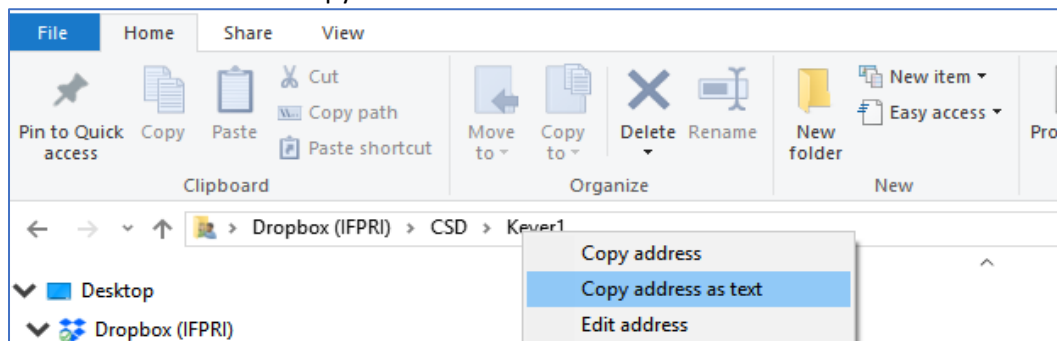 File Home Share View
Cut
Copy path
Paste shortcut
Pin to Quick access
Copy
Paste
Clipboard
Move to
Copy to
Delete
Rename
Organize
New folder
New item
Easy access
New
Dropbox (IFPRI) > CSD > Kever1
Copy address
Copy address as text
Edit address
Desktop
Dropbox (IFPRI)